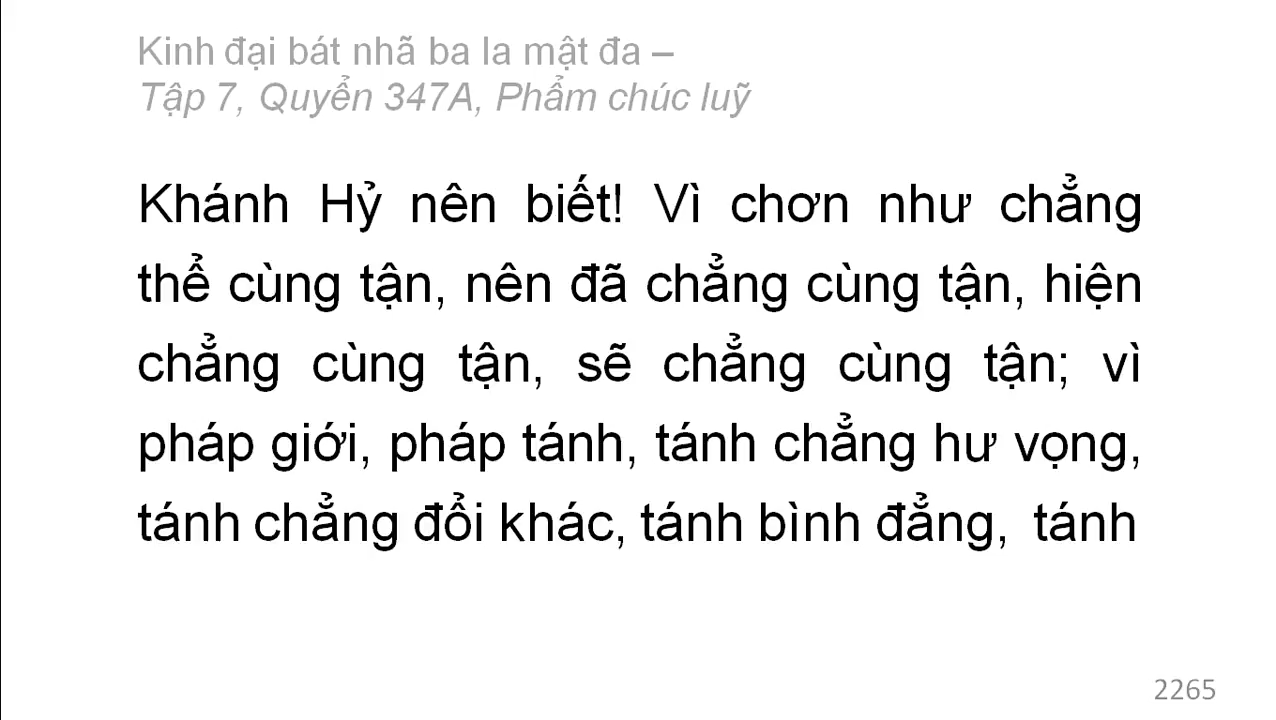 Kinh đại bát nhã ba la mật đa –
Tập 7, Quyển 347A, Phẩm chúc luỹ
Khánh Hỷ nên biết! Vì chơn như chẳng
thể cùng tận, nên đã chẳng cùng tận, hiện
chẳng cùng tận, sẽ chẳng cùng tận; vì
pháp giới, pháp tánh, tánh chẳng hư vọng,
tánh chẳng đổi khác, tánh bình đẳng, tánh
2265